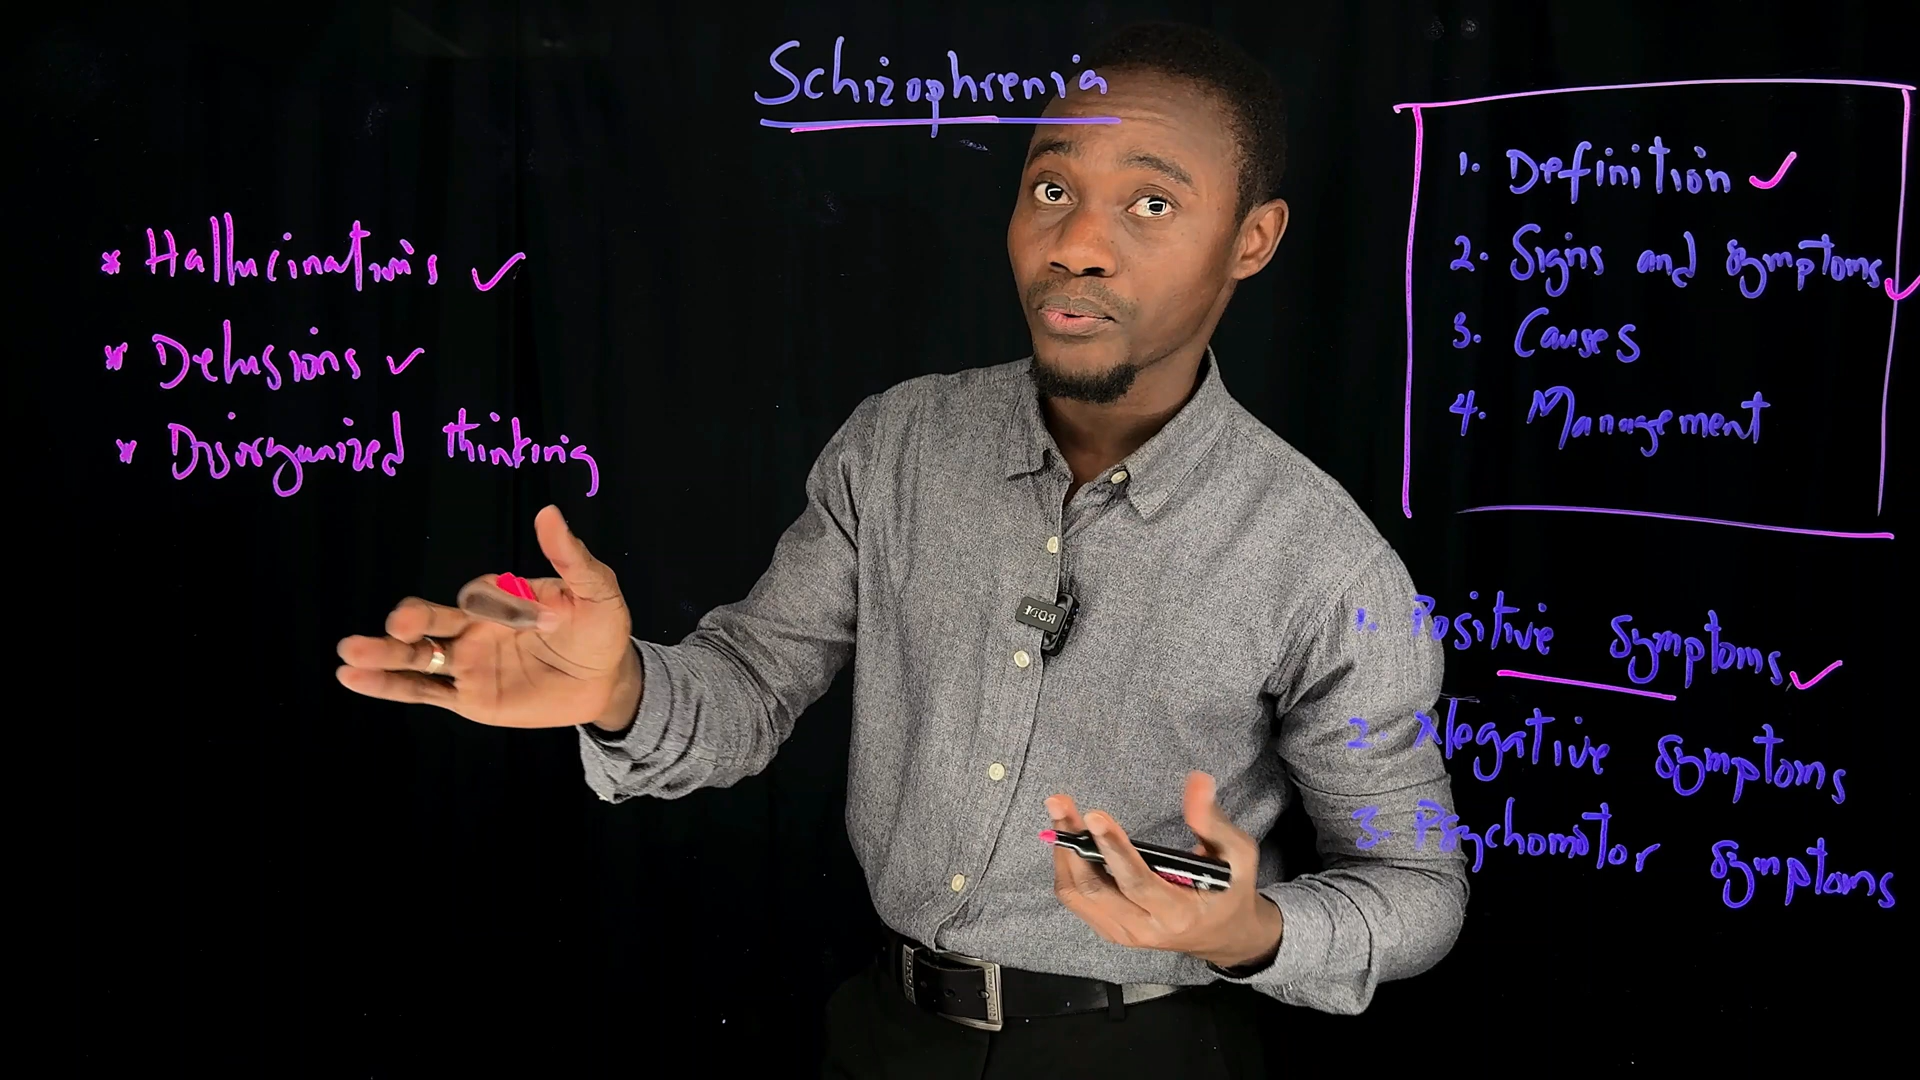 Schizophrenia
* Hallucinations ✓
* Delusions ✓
* Disorganized thinking
1. Definition ✓
2. Signs and symptoms ✓
3. Causes
4. Management
1. Positive symptoms ✓
2. Negative symptoms
3. Psychomotor symptoms
RODE